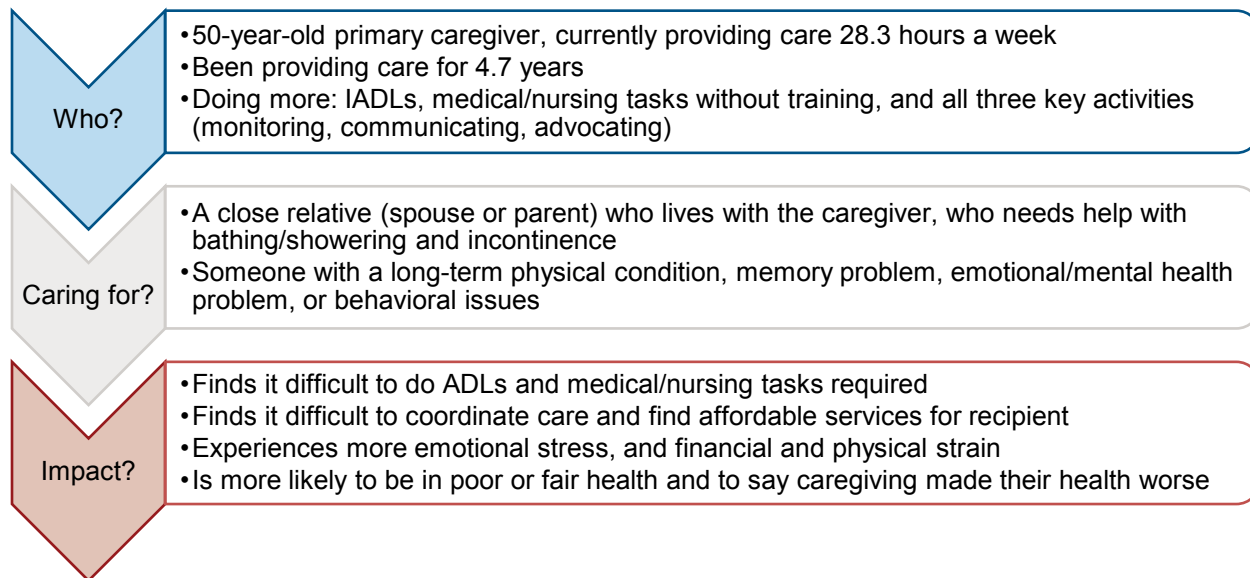 Who?
•50-year-old primary caregiver, currently providing care 28.3 hours a week
•Been providing care for 4.7 years
•Doing more: IADLs, medical/nursing tasks without training, and all three key activities
(monitoring, communicating, advocating)
Caring for?
•A close relative (spouse or parent) who lives with the caregiver, who needs help with
bathing/showering and incontinence
•Someone with a long-term physical condition, memory problem, emotional/mental health
problem, or behavioral issues
Impact?
•Finds it difficult to do ADLs and medical/nursing tasks required
•Finds it difficult to coordinate care and find affordable services for recipient
•Experiences more emotional stress, and financial and physical strain
•Is more likely to be in poor or fair health and to say caregiving made their health worse